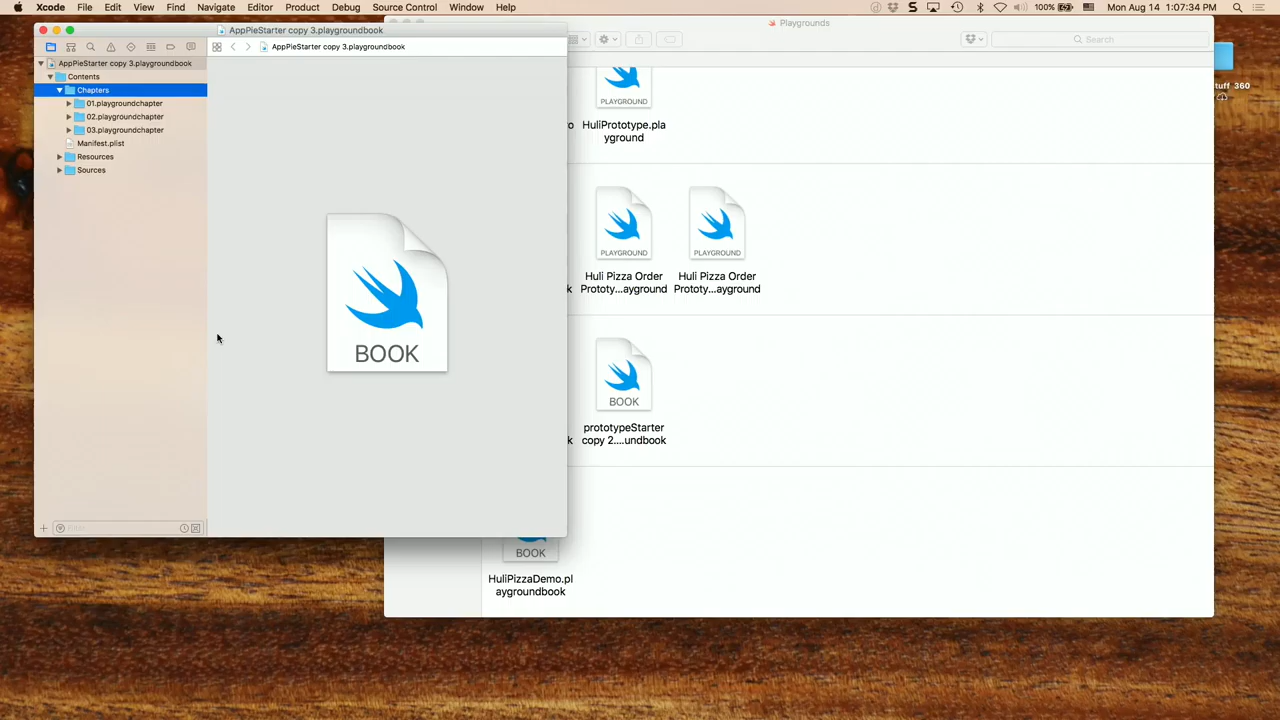 Xcode File Edit View Find Navigate Editor Product Debug Source Control Window Help
100% Mon Aug 14 1:07:34 PM
AppPieStarter copy 3.playgroundbook
Playgrounds
AppPieStarter copy 3.playgroundbook
Search
AppPieStarter copy 3.playgroundbook
Contents
Chapters
01.playgroundchapter
02.playgroundchapter
03.playgroundchapter
Manifest.plist
Resources
Sources
Filter
BOOK
PLAYGROUND
HuliPrototype.pla
yground
PLAYGROUND
Huli Pizza Order
Prototy...ayground
PLAYGROUND
Huli Pizza Order
Prototy...ayground
BOOK
prototypeStarter
copy 2....undbook
BOOK
HuliPizzaDemo.pl
aygroundbook
tuff 360